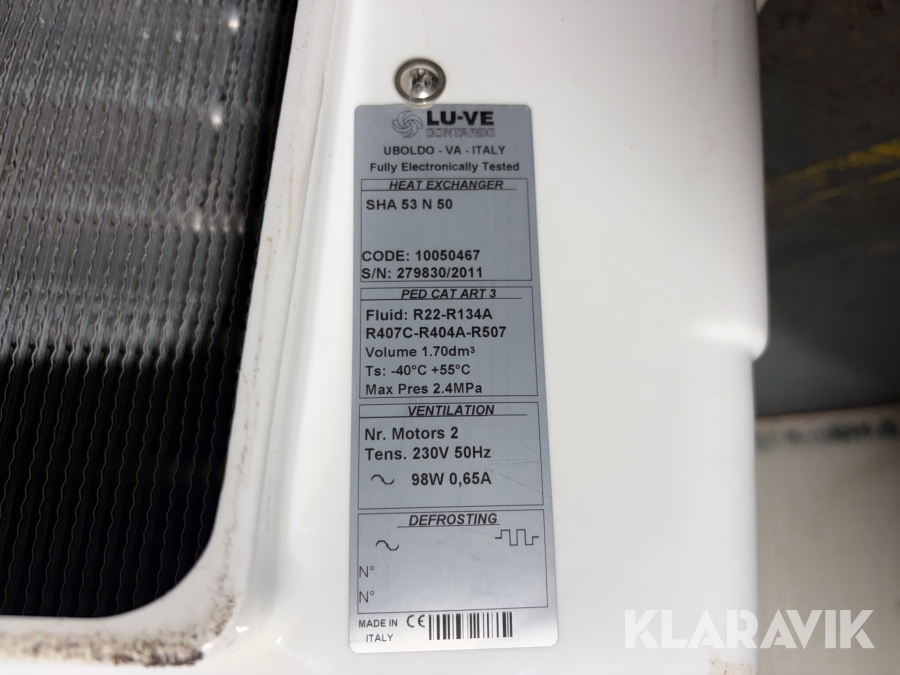 LU-VE
CONTARDO
UBOLDO - VA - ITALY
Fully Electronically Tested
HEAT EXCHANGER
SHA 53 N 50
CODE: 10050467
S/N: 279830/2011
PED CAT ART 3
Fluid: R22-R134A
R407C-R404A-R507
Volume 1.70dm³
Ts: -40°C +55°C
Max Pres 2.4MPa
VENTILATION
Nr. Motors 2
Tens. 230V 50Hz
98W 0,65A
DEFROSTING
N°
N°
MADE IN
ITALY
CE
KLARAVIK